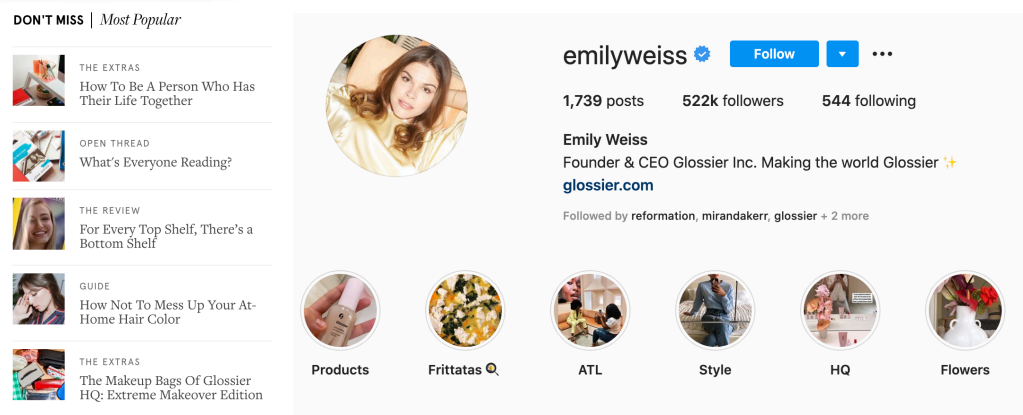 DON'T MISS | Most Popular
THE EXTRAS
How To Be A Person Who Has
Their Life Together
OPEN THREAD
What's Everyone Reading?
THE REVIEW
For Every Top Shelf, There's a
Bottom Shelf
GUIDE
How Not To Mess Up Your At-
Home Hair Color
THE EXTRAS
The Makeup Bags Of Glossier
HQ: Extreme Makeover Edition
emilyweiss Follow
1,739 posts 522k followers 544 following
Emily Weiss
Founder & CEO Glossier Inc. Making the world Glossier ✨
glossier.com
Followed by reformation, mirandakerr, glossier + 2 more
Products Frittatas 🍳 ATL Style HQ Flowers